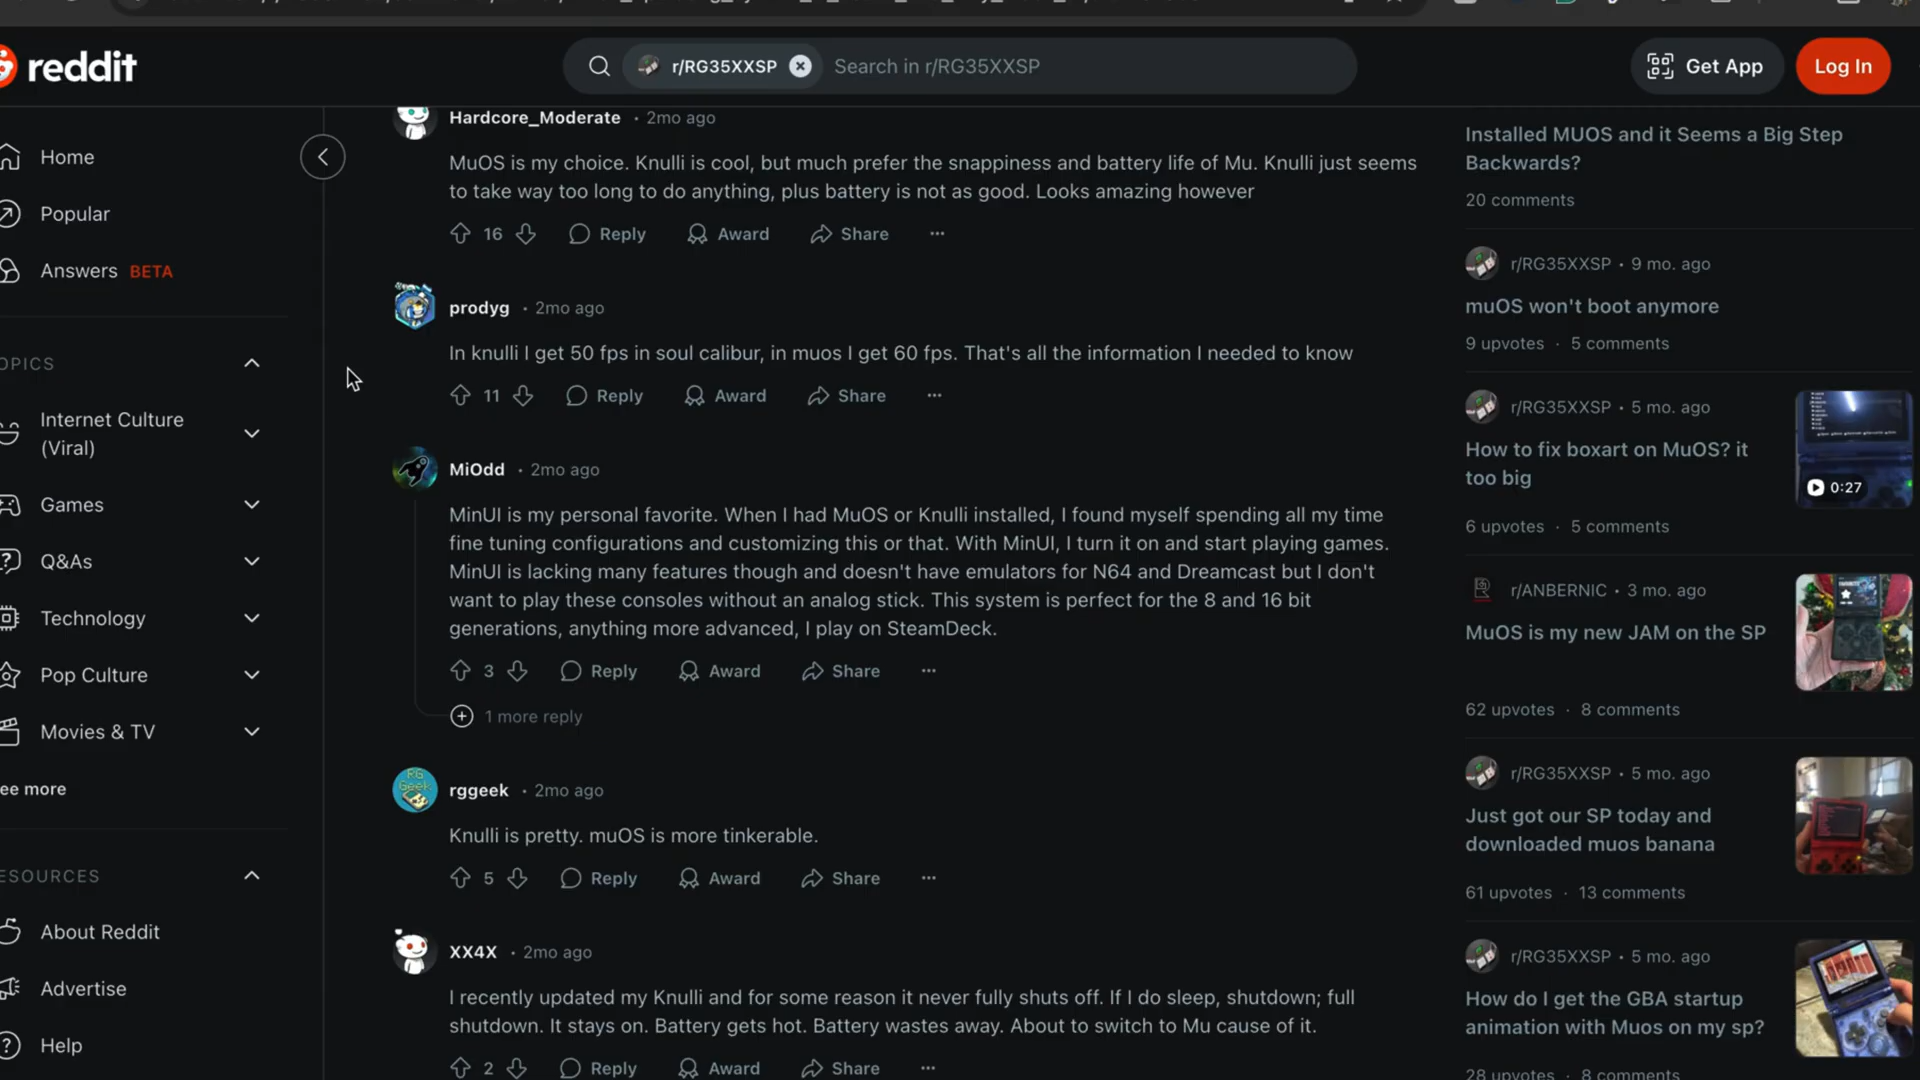 reddit
r/RG35XXSP
Search in r/RG35XXSP
Get App
Log In
Home
Popular
Answers BETA
OPICS
Internet Culture
(Viral)
Games
Q&As
Technology
Pop Culture
Movies & TV
ee more
ESOURCES
About Reddit
Advertise
Help
Hardcore_Moderate • 2mo ago
MuOS is my choice. Knulli is cool, but much prefer the snappiness and battery life of Mu. Knulli just seems
to take way too long to do anything, plus battery is not as good. Looks amazing however
16 Reply Award Share
prodyg • 2mo ago
In knulli I get 50 fps in soul calibur, in muos I get 60 fps. That's all the information I needed to know
11 Reply Award Share
MiOdd • 2mo ago
MinUI is my personal favorite. When I had MuOS or Knulli installed, I found myself spending all my time
fine tuning configurations and customizing this or that. With MinUI, I turn it on and start playing games.
MinUI is lacking many features though and doesn't have emulators for N64 and Dreamcast but I don't
want to play these consoles without an analog stick. This system is perfect for the 8 and 16 bit
generations, anything more advanced, I play on SteamDeck.
3 Reply Award Share
1 more reply
RG
Geek
rggeek • 2mo ago
Knulli is pretty. muOS is more tinkerable.
5 Reply Award Share
XX4X • 2mo ago
I recently updated my Knulli and for some reason it never fully shuts off. If I do sleep, shutdown; full
shutdown. It stays on. Battery gets hot. Battery wastes away. About to switch to Mu cause of it.
2 Reply Award Share
Installed MUOS and it Seems a Big Step
Backwards?
20 comments
r/RG35XXSP • 9 mo. ago
muOS won't boot anymore
9 upvotes · 5 comments
r/RG35XXSP • 5 mo. ago
How to fix boxart on MuOS? it
too big
0:27
6 upvotes · 5 comments
r/ANBERNIC • 3 mo. ago
MuOS is my new JAM on the SP
62 upvotes · 8 comments
r/RG35XXSP • 5 mo. ago
Just got our SP today and
downloaded muos banana
61 upvotes · 13 comments
r/RG35XXSP • 5 mo. ago
How do I get the GBA startup
animation with Muos on my sp?
28 upvotes · 8 comments